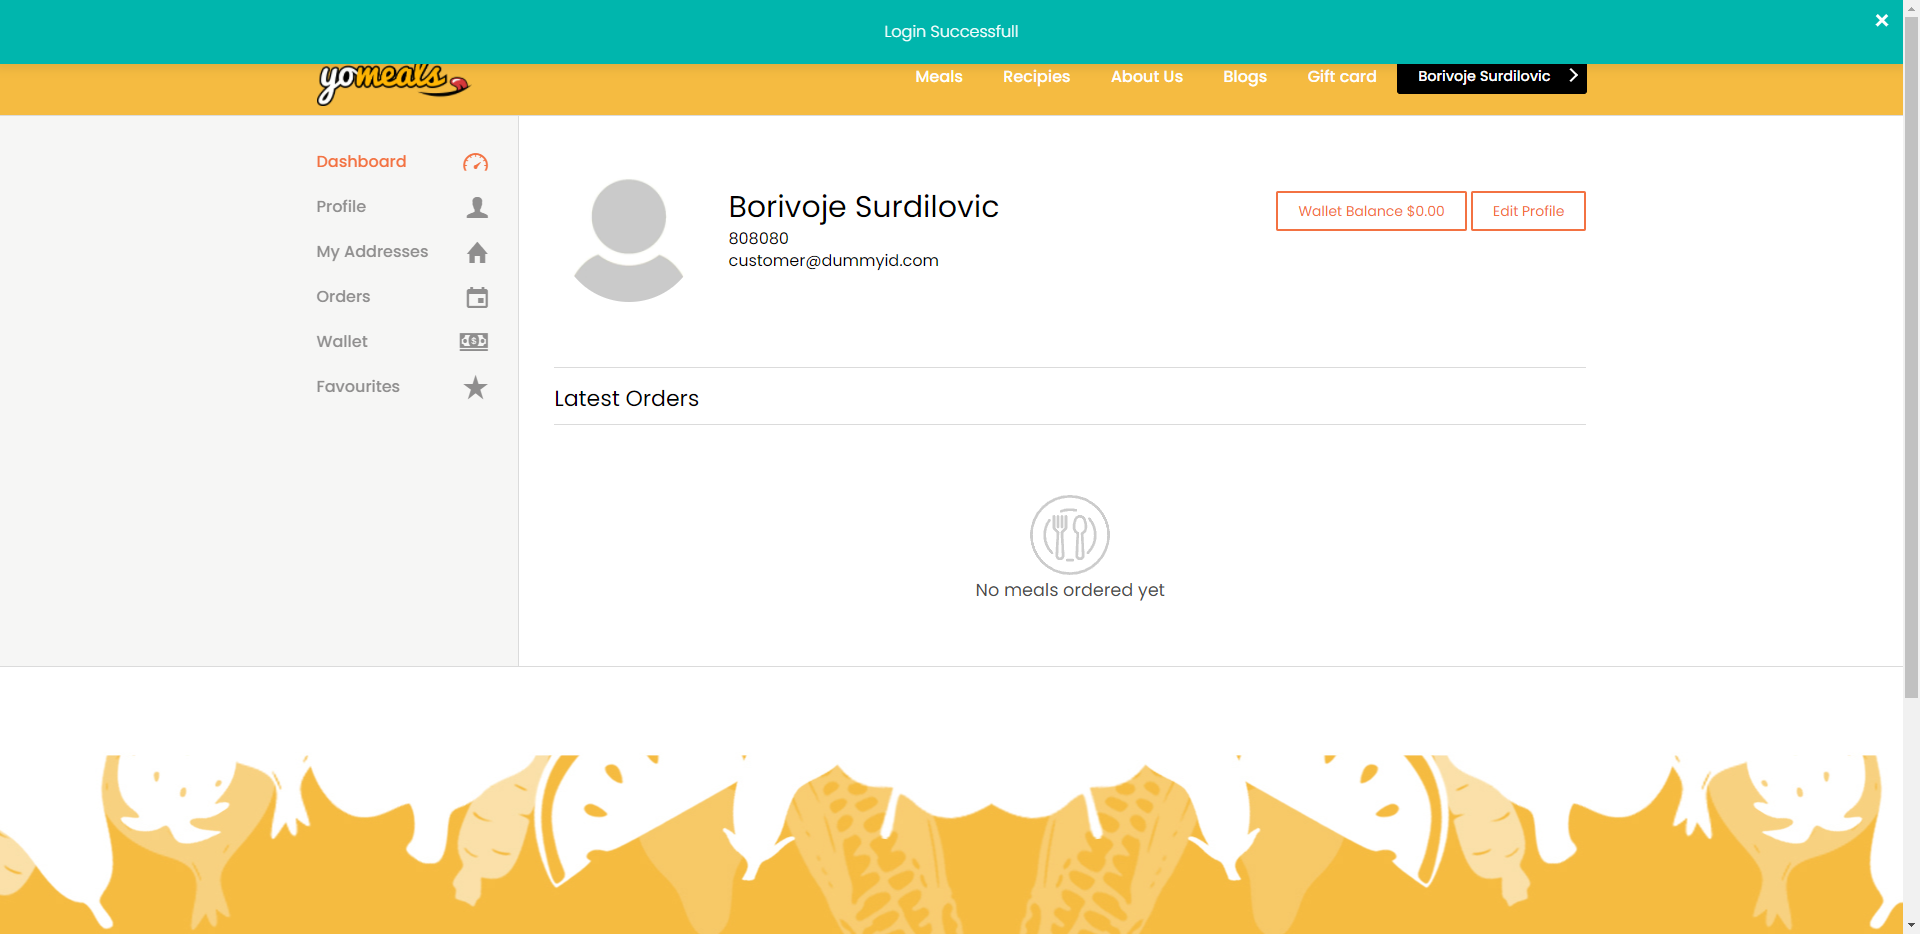 Login Successfull
yomeals
Meals Recipies About Us Blogs Gift card Borivoje Surdilovic
Dashboard
Profile
My Addresses
Orders
Wallet
Favourites
Borivoje Surdilovic
808080
customer@dummyid.com
Wallet Balance $0.00 Edit Profile
Latest Orders
No meals ordered yet